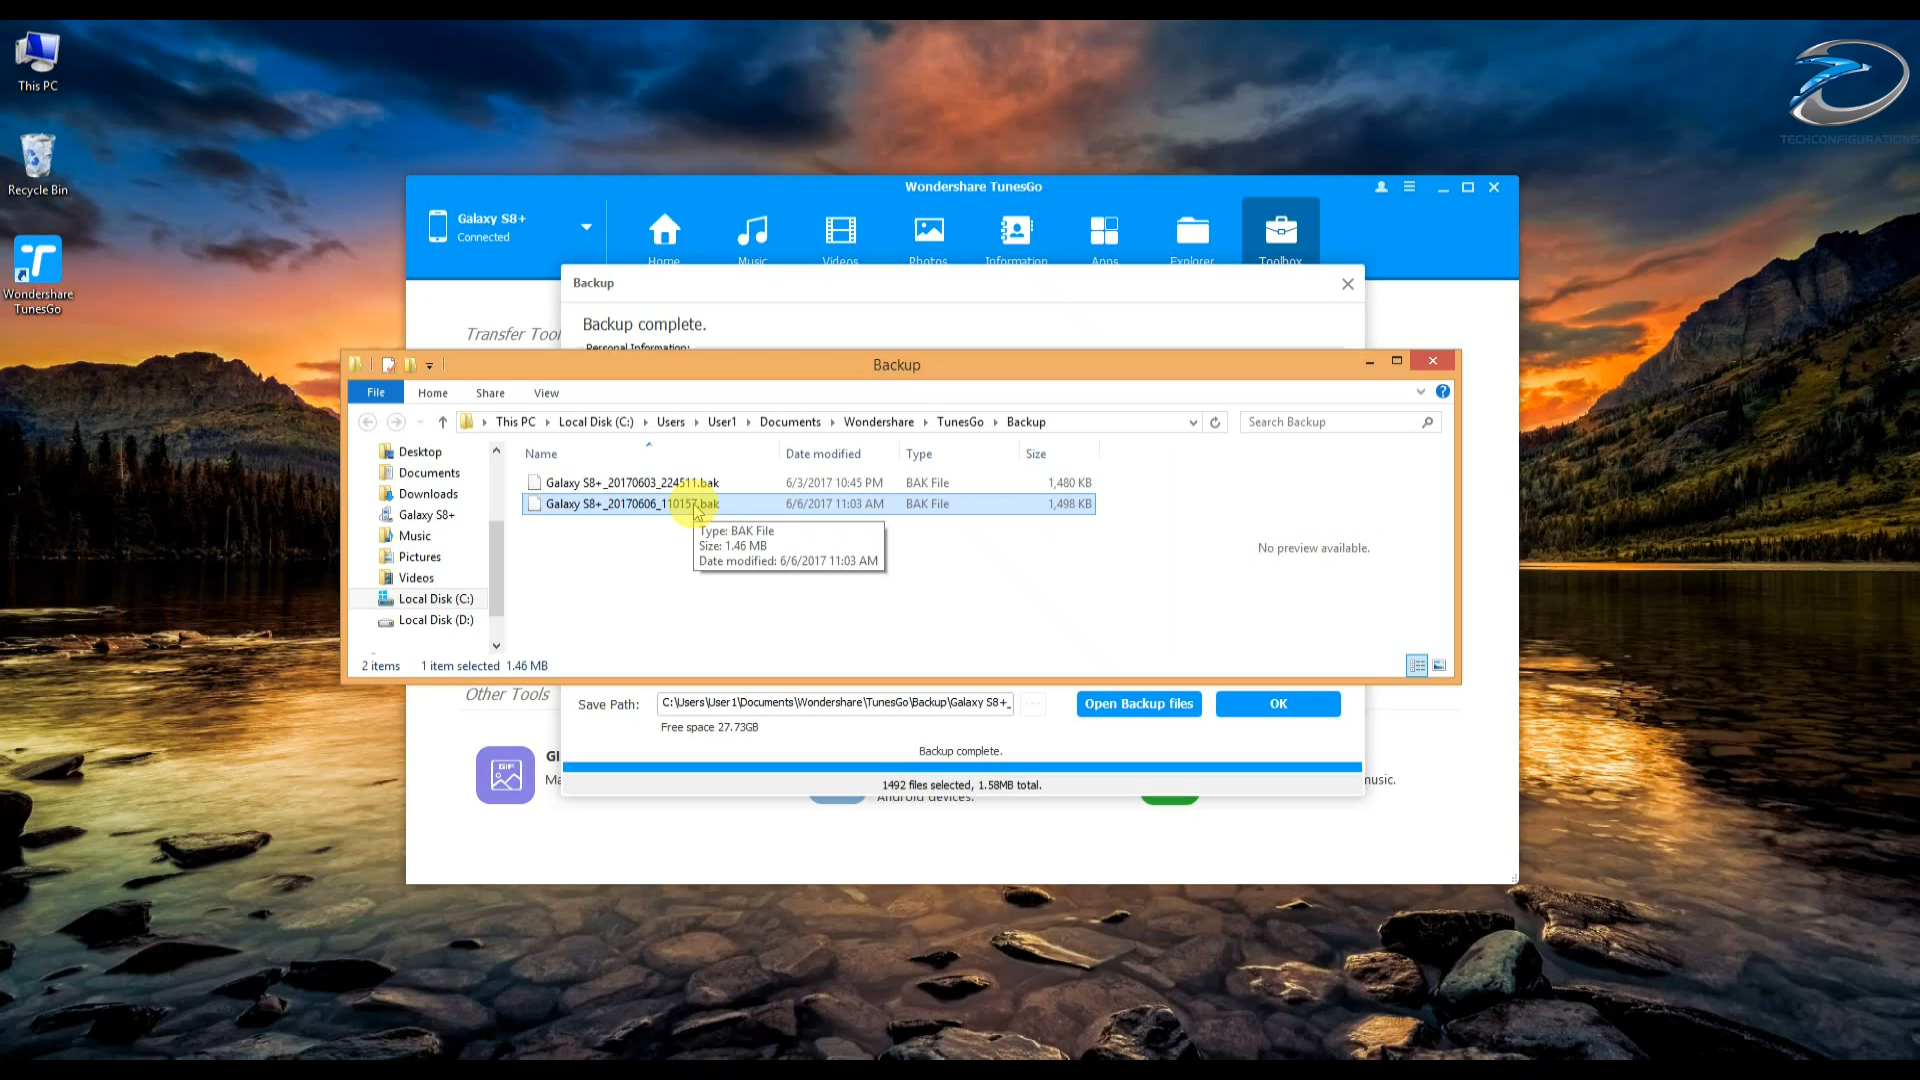 This PC
Recycle Bin
Wondershare
TunesGo
TECHCONFIGURATIONS
Wondershare TunesGo
Galaxy S8+
Connected
Home
Music
Videos
Photos
Information
Apps
Explorer
Toolbox
Backup
Backup complete.
Transfer Tool
Personal Information:
Backup
File
Home
Share
View
This PC
Local Disk (C:)
Users
User1
Documents
Wondershare
TunesGo
Backup
Search Backup
Desktop
Documents
Downloads
Galaxy S8+
Music
Pictures
Videos
Local Disk (C:)
Local Disk (D:)
Name Date modified Type Size
Galaxy S8+_20170603_224511.bak 6/3/2017 10:45 PM BAK File 1,480 KB
Galaxy S8+_20170606_110157.bak 6/6/2017 11:03 AM BAK File 1,498 KB
Type: BAK File
Size: 1.46 MB
Date modified: 6/6/2017 11:03 AM
No preview available.
2 items 1 item selected 1.46 MB
Other Tools
Save Path:
C:\Users\User1\Documents\Wondershare\TunesGo\Backup\Galaxy S8+_
Open Backup files
OK
Free space 27.73GB
Backup complete.
1492 files selected, 1.58MB total.
GIF
GI
Ma
Android devices.
music.